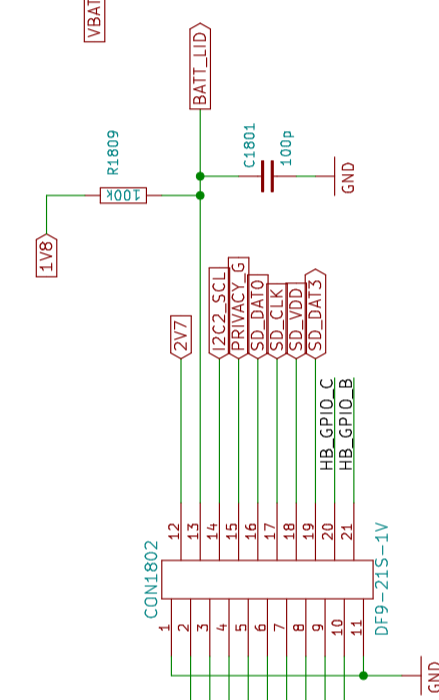 VBAT
BATT_LID
R1809
100k
C1801
100p
GND
1V8
2V7
I2C2_SCL
PRIVACY_G
SD_DAT0
SD_CLK
SD_VDD
SD_DAT3
HB_GPIO_C
HB_GPIO_B
12
13
14
15
16
17
18
19
20
21
CON1802
DF9-21S-1V
1
2
3
4
5
6
7
8
9
10
11
GND